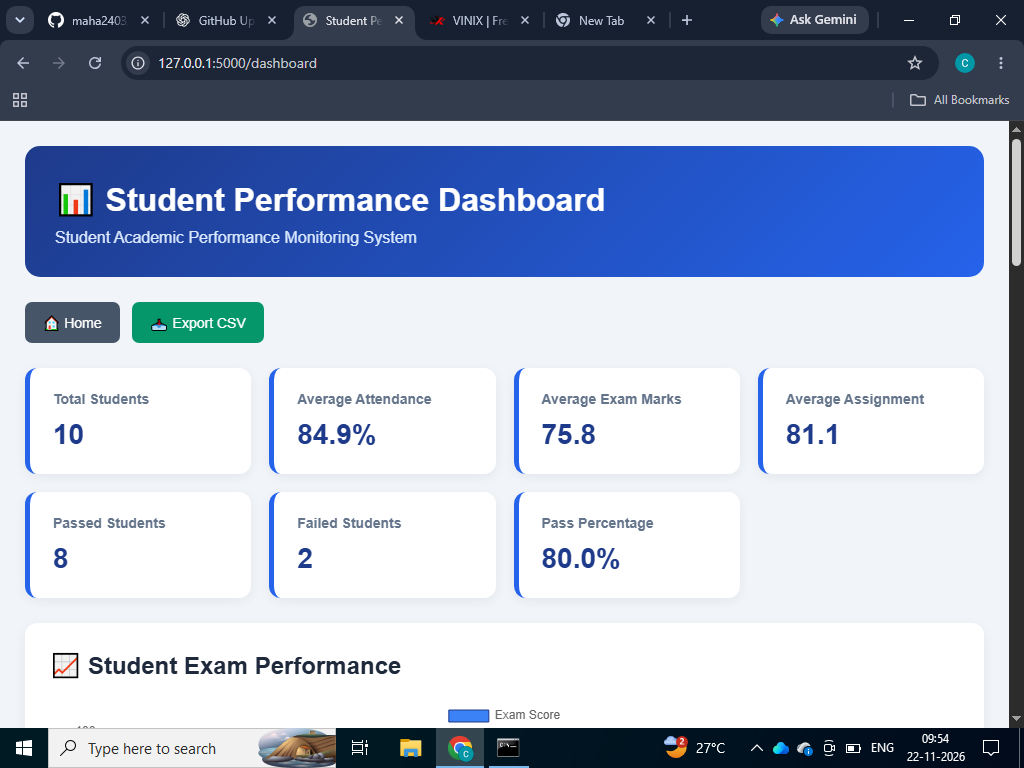 maha2403
GitHub Up
Student Pe
VINIX | Fre
New Tab
Ask Gemini
127.0.0.1:5000/dashboard
C
All Bookmarks
Student Performance Dashboard
Student Academic Performance Monitoring System
Home
Export CSV
Total Students
10
Average Attendance
84.9%
Average Exam Marks
75.8
Average Assignment
81.1
Passed Students
8
Failed Students
2
Pass Percentage
80.0%
Student Exam Performance
Exam Score
Type here to search
C
2
27°C
ENG
09:54
22-11-2026